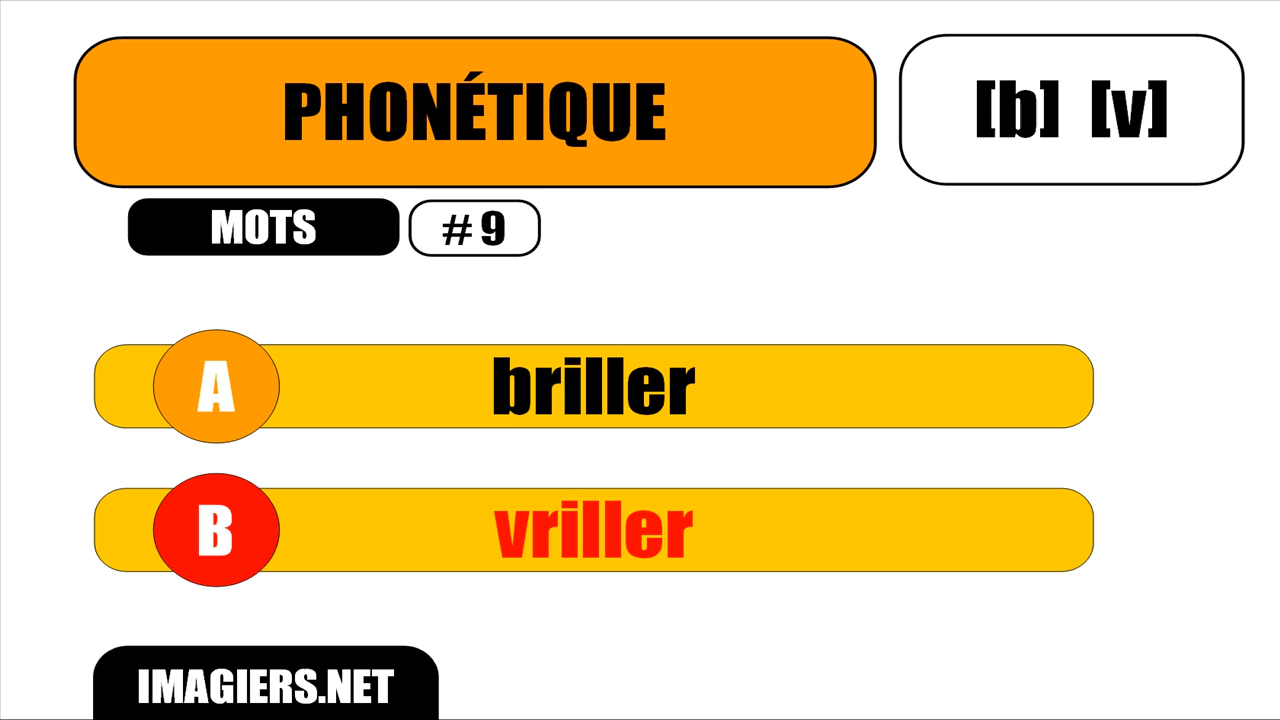 PHONÉTIQUE
[b] [v]
MOTS
# 9
A briller
B vriller
IMAGIERS.NET